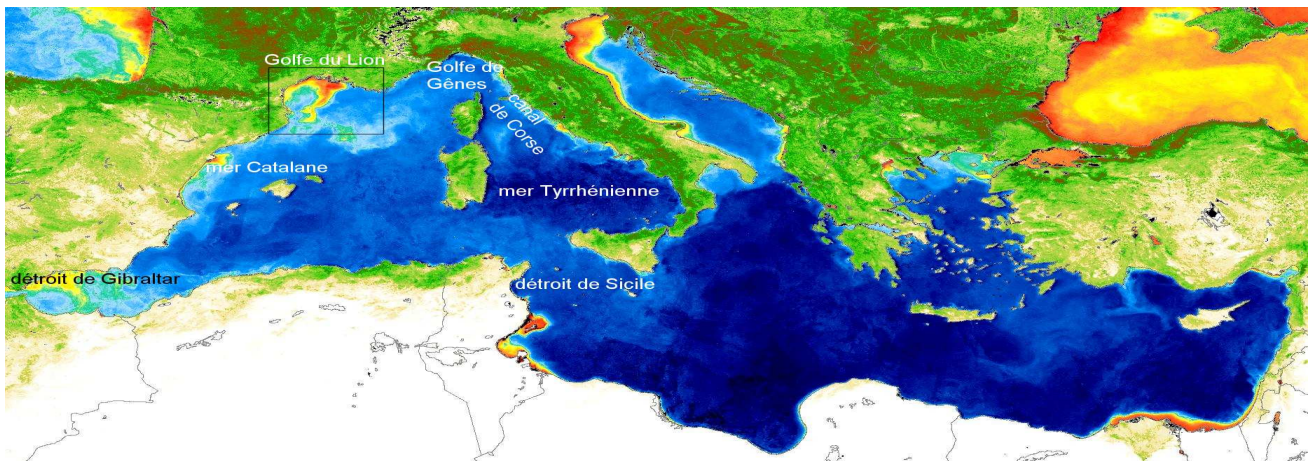 Golfe du Lion
Golfe de
Gênes
canal
de Corse
mer Catalane
mer Tyrrhénienne
détroit de Gibraltar
détroit de Sicile